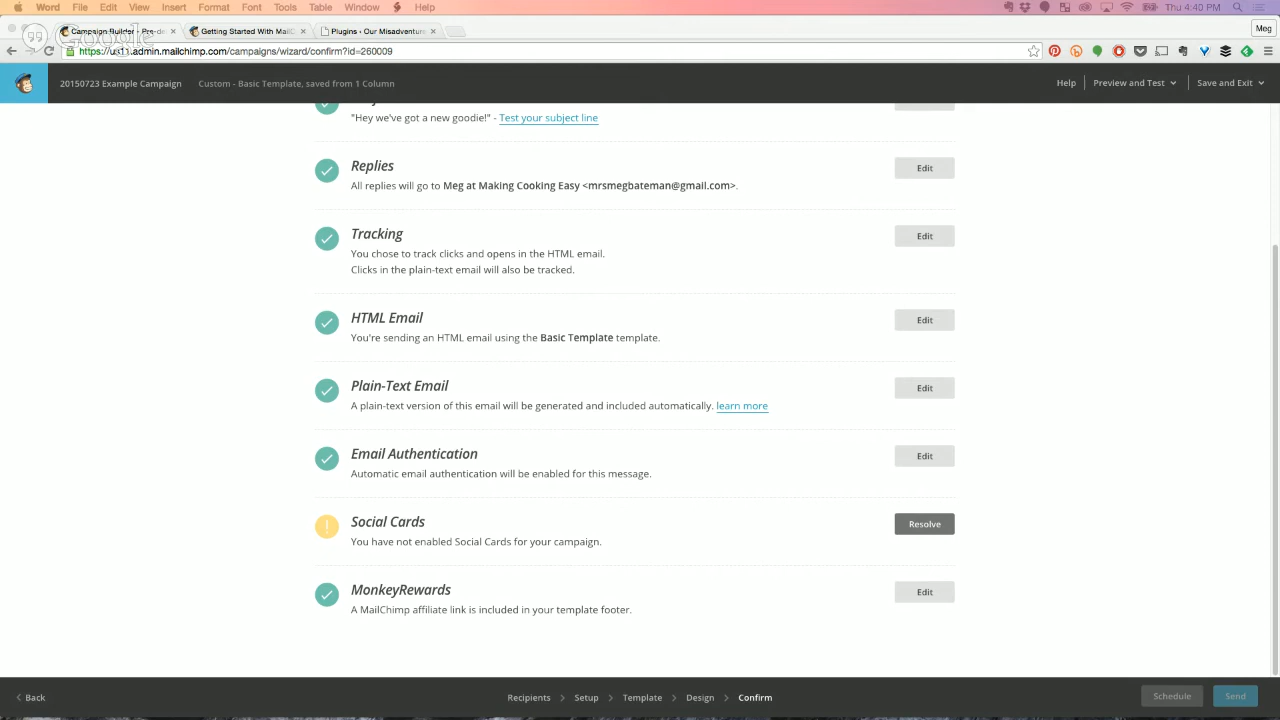 Word File Edit View Insert Format Font Tools Table Window Help Thu 4:40 PM
Campaign Builder - Pre-de Getting Started With MailC Plugins ‹ Our Misadventu Meg
Google
https://us11.admin.mailchimp.com/campaigns/wizard/confirm?id=260009
20150723 Example Campaign Custom - Basic Template, saved from 1 Column Help Preview and Test Save and Exit
"Hey we've got a new goodie!" - Test your subject line
Replies
Edit
All replies will go to Meg at Making Cooking Easy <mrsmegbateman@gmail.com>.
Tracking
Edit
You chose to track clicks and opens in the HTML email.
Clicks in the plain-text email will also be tracked.
HTML Email
Edit
You're sending an HTML email using the Basic Template template.
Plain-Text Email
Edit
A plain-text version of this email will be generated and included automatically. learn more
Email Authentication
Edit
Automatic email authentication will be enabled for this message.
Social Cards
Resolve
You have not enabled Social Cards for your campaign.
MonkeyRewards
Edit
A MailChimp affiliate link is included in your template footer.
Back Recipients Setup Template Design Confirm Schedule Send